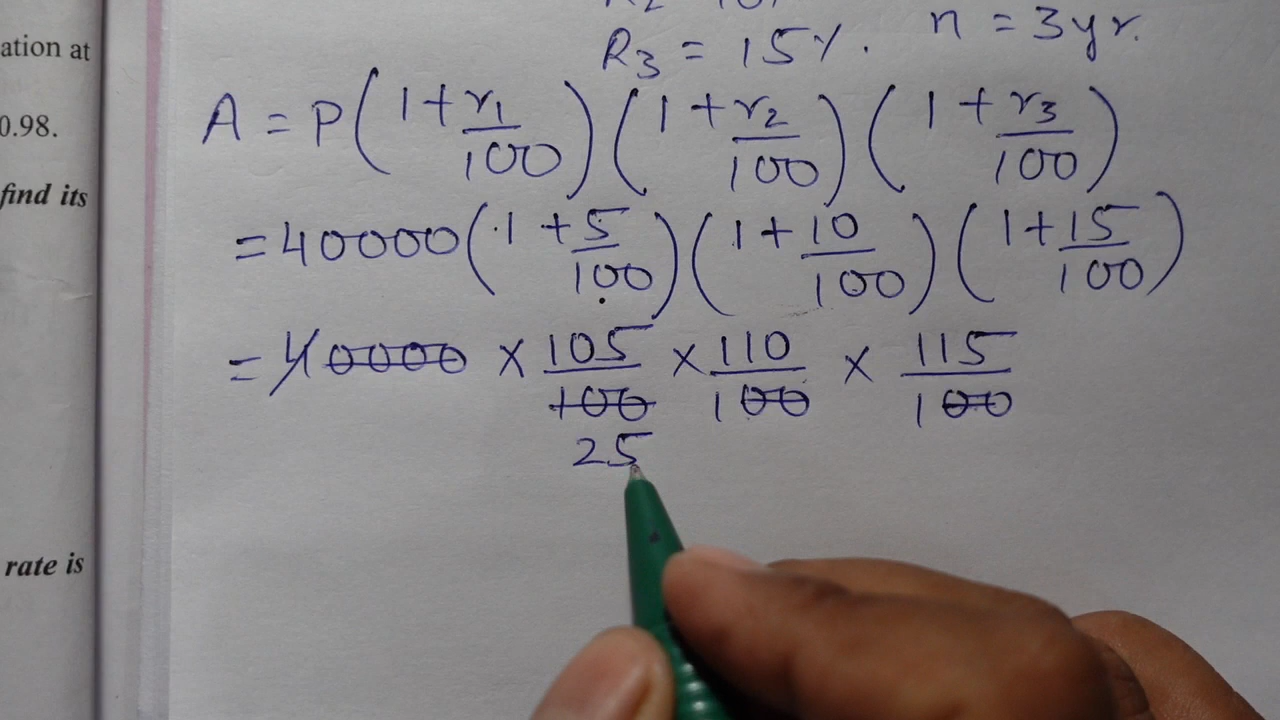 ation at
0.98.
find its
rate is
R3 = 15%. n = 3yr.
A = P(1+r1/100)(1+r2/100)(1+r3/100)
= 40000(1+5/100)(1+10/100)(1+15/100)
= 40000 × 105/100 × 110/100 × 115/100
25